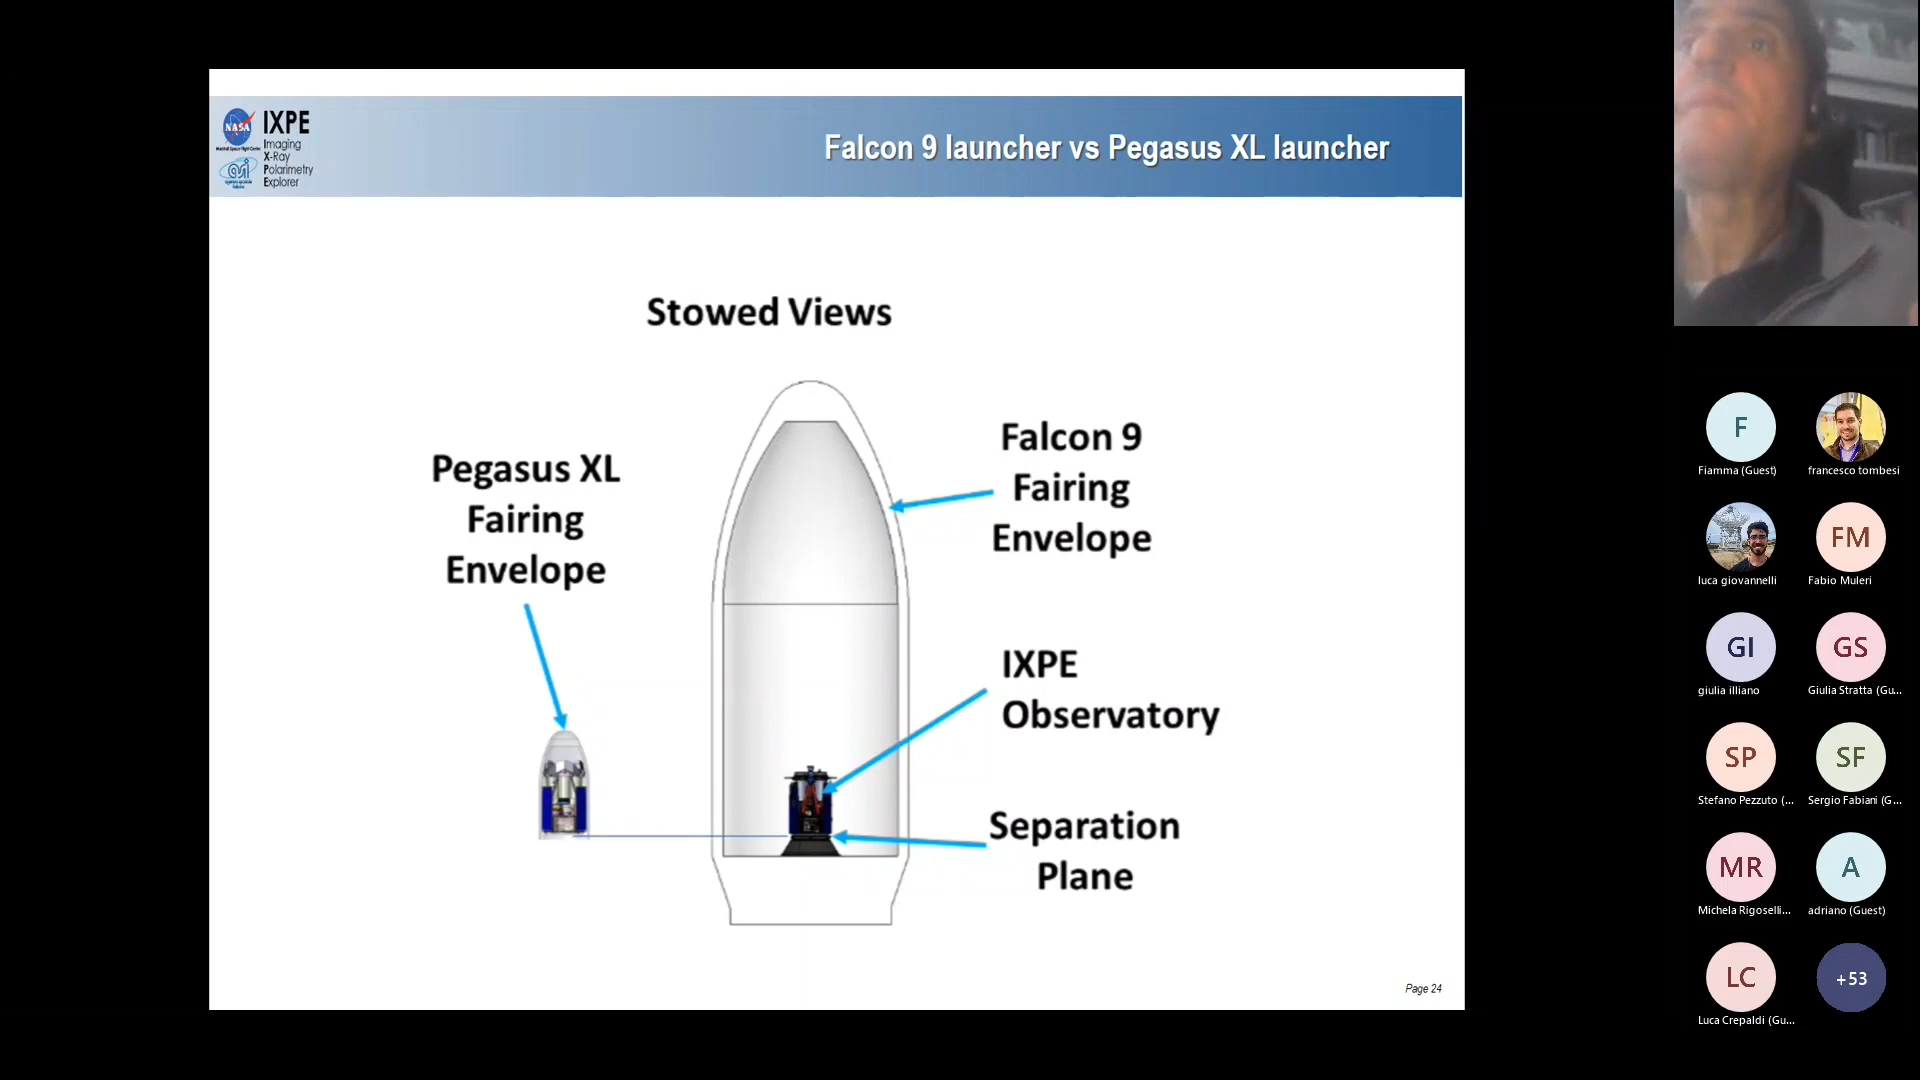 NASA
IXPE
Imaging
X-Ray
Polarimetry
Explorer
asi
Falcon 9 launcher vs Pegasus XL launcher
Stowed Views
Pegasus XL
Fairing
Envelope
Falcon 9
Fairing
Envelope
IXPE
Observatory
Separation
Plane
Page 24
F
Fiamma (Guest)
francesco tombesi
luca giovannelli
FM
Fabio Muleri
GI
giulia illiano
GS
Giulia Stratta (Gu...
SP
Stefano Pezzuto (...
SF
Sergio Fabiani (G...
MR
Michela Rigoselli...
A
adriano (Guest)
LC
Luca Crepaldi (Gu...
+53